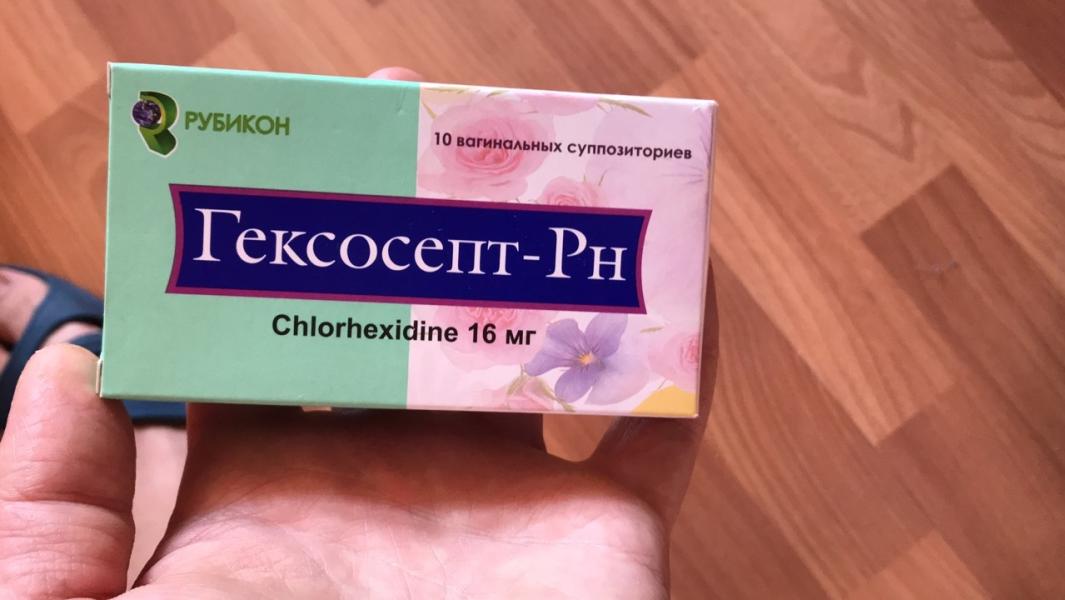 РУБИКОН
10 вагинальных суппозиториев
Гексосепт-Рн
Chlorhexidine 16 мг